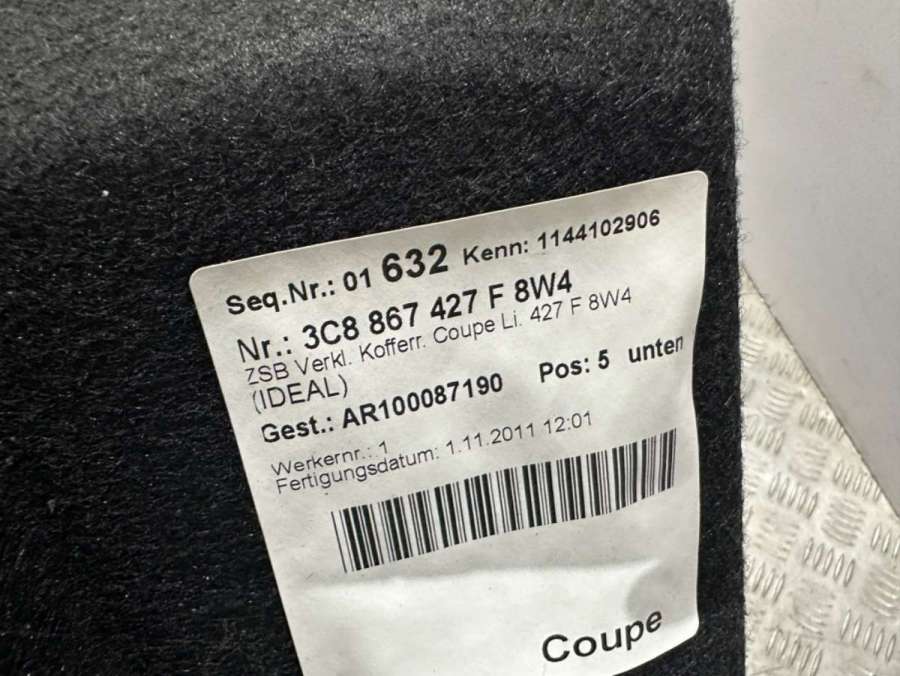 Seq.Nr.: 01 632 Kenn: 1144102906
Nr.: 3C8 867 427 F 8W4
ZSB Verkl. Kofferr. Coupe Li. 427 F 8W4
(IDEAL)
Gest.: AR100087190 Pos: 5 unten
Werkernr.: 1
Fertigungsdatum: 1.11.2011 12:01
Coupe